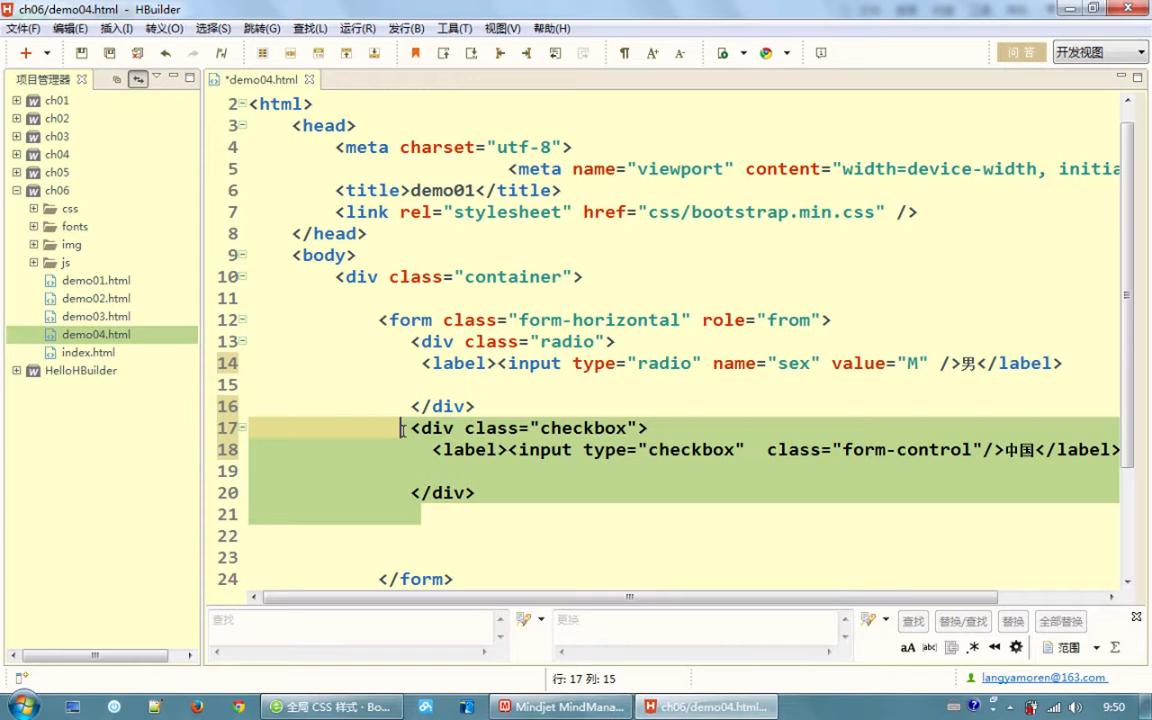 ch06/demo04.html - HBuilder
文件(F) 编辑(E) 插入(I) 转义(O) 选择(S) 跳转(G) 查找(L) 运行(R) 发行(B) 工具(T) 视图(V) 帮助(H)
问 答 开发视图
项目管理器 *demo04.html
ch01
ch02
ch03
ch04
ch05
ch06
css
fonts
img
js
demo01.html
demo02.html
demo03.html
demo04.html
index.html
HelloHBuilder
2 <html>
3 <head>
4 <meta charset="utf-8">
5 <meta name="viewport" content="width=device-width, initia
6 <title>demo01</title>
7 <link rel="stylesheet" href="css/bootstrap.min.css" />
8 </head>
9 <body>
10 <div class="container">
11
12 <form class="form-horizontal" role="from">
13 <div class="radio">
14 <label><input type="radio" name="sex" value="M" />男</label>
15
16 </div>
17 <div class="checkbox">
18 <label><input type="checkbox"  class="form-control"/>中国</label>
19
20 </div>
21
22
23
24 </form>
查找 更换 查找 替换/查找 替换 全部替换
aA abc 范围
行: 17 列: 15 langyamoren@163.com
全局 CSS 样式 · Bo... Mindjet MindMana... ch06/demo04.html... 9:50